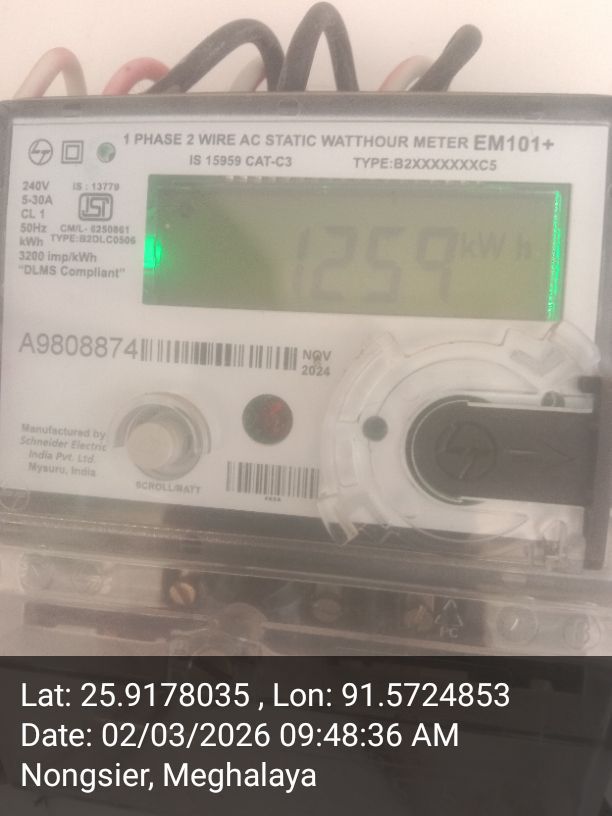 1 PHASE 2 WIRE AC STATIC WATTHOUR METER EM101+
IS 15959 CAT-C3 TYPE:B2XXXXXXXC5
240V IS : 13779
5-30A
CL 1 ISI
50Hz CM/L- 6250861
kWh TYPE:B2DLC0506
3200 imp/kWh
"DLMS Compliant"
1259 kWh
A9808874
NOV
2024
Manufactured by
Schneider Electric
India Pvt. Ltd.
Mysuru, India
SCROLL/BATT
PC
Lat: 25.9178035 , Lon: 91.5724853
Date: 02/03/2026 09:48:36 AM
Nongsier, Meghalaya